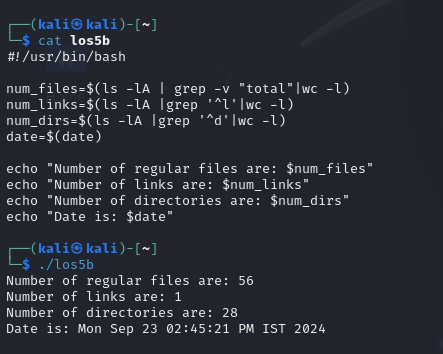 ┌──(kali㉿kali)-[~]
└─$ cat los5b
#!/usr/bin/bash

num_files=$(ls -lA | grep -v "total"|wc -l)
num_links=$(ls -lA |grep '^l'|wc -l)
num_dirs=$(ls -lA |grep '^d'|wc -l)
date=$(date)

echo "Number of regular files are: $num_files"
echo "Number of links are: $num_links"
echo "Number of directories are: $num_dirs"
echo "Date is: $date"

┌──(kali㉿kali)-[~]
└─$ ./los5b
Number of regular files are: 56
Number of links are: 1
Number of directories are: 28
Date is: Mon Sep 23 02:45:21 PM IST 2024